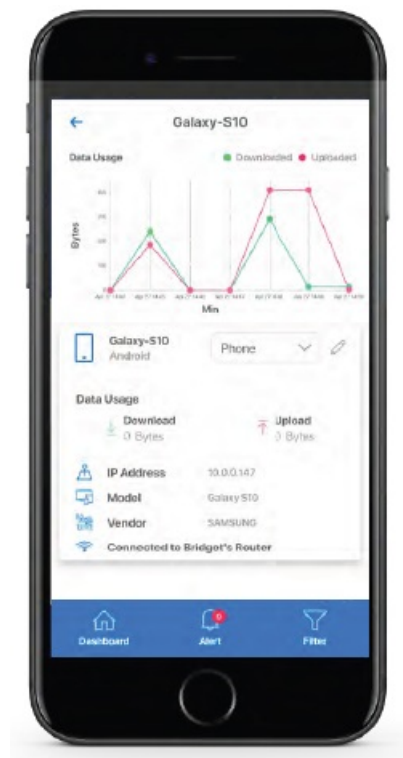 Galaxy-S10
Data Usage Downloaded Uploaded
Bytes
Min
Galaxy-S10
Android
Phone
Data Usage
Download
0 Bytes
Upload
0 Bytes
IP Address 10.0.0.147
Model Galaxy S10
Vendor SAMSUNG
Connected to Bridget's Router
Dashboard Alert Filter